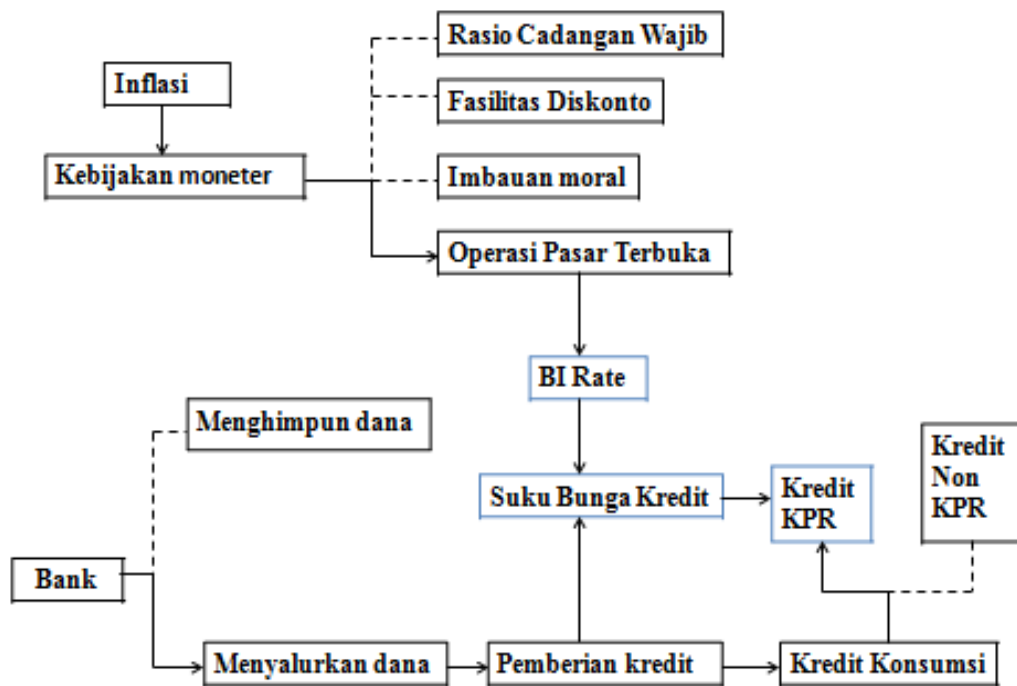 Rasio Cadangan Wajib
Inflasi
Fasilitas Diskonto
Kebijakan moneter
Imbauan moral
Operasi Pasar Terbuka
BI Rate
Menghimpun dana
Kredit
Non
KPR
Suku Bunga Kredit
Kredit
KPR
Bank
Menyalurkan dana
Pemberian kredit
Kredit Konsumsi